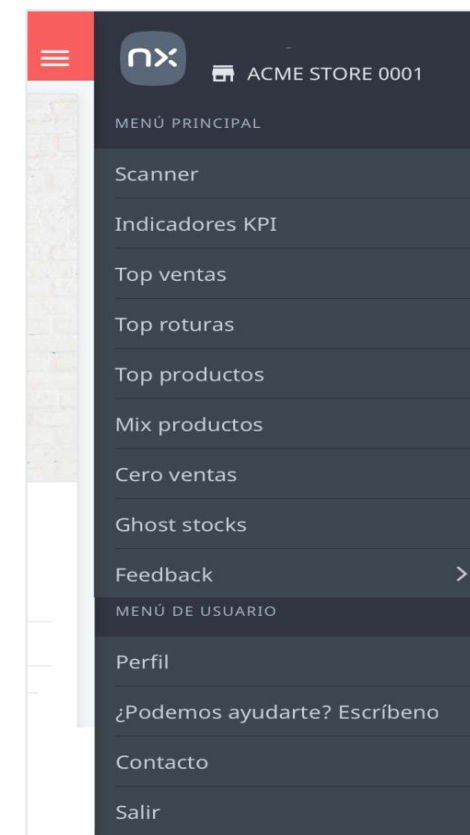 nx
ACME STORE 0001
MENÚ PRINCIPAL
Scanner
Indicadores KPI
Top ventas
Top roturas
Top productos
Mix productos
Cero ventas
Ghost stocks
Feedback
MENÚ DE USUARIO
Perfil
¿Podemos ayudarte? Escríbeno
Contacto
Salir